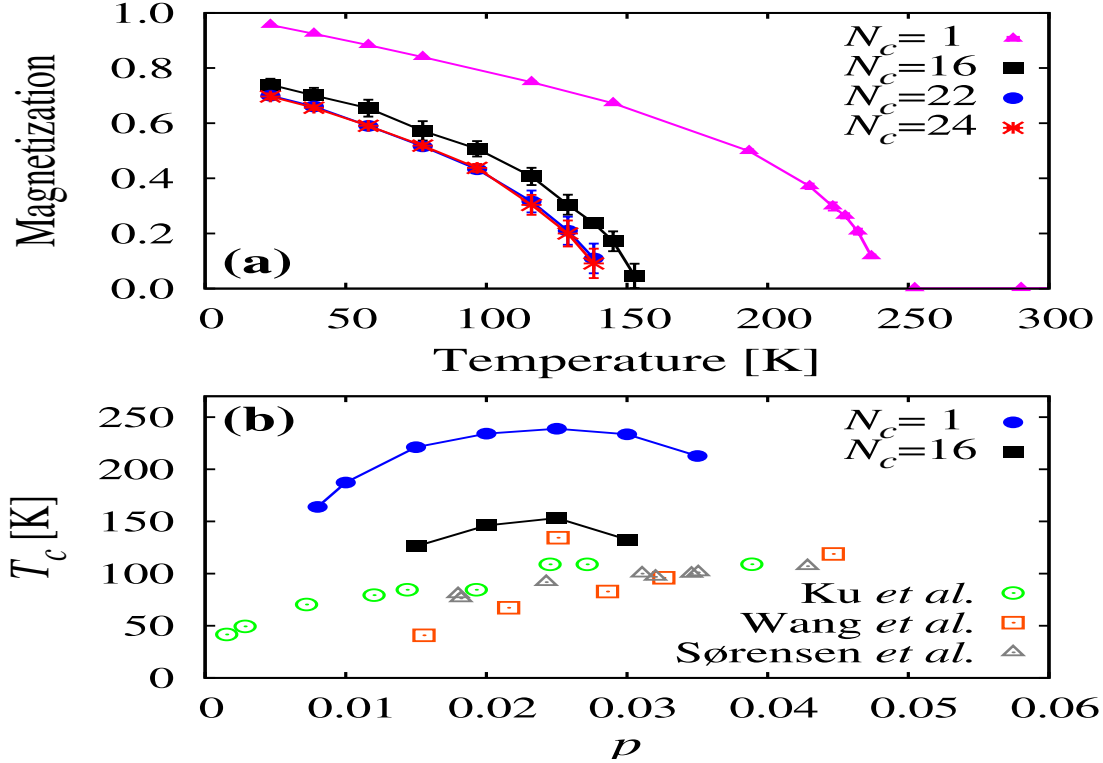 1.0
0.8
0.6
0.4
0.2
0.0
Magnetization
N_c= 1
N_c=16
N_c=22
N_c=24
(a)
0 50 100 150 200 250 300
Temperature [K]
250
200
150
100
50
0
T_c [K]
(b)
N_c= 1
N_c=16
Ku et al.
Wang et al.
Sørensen et al.
0 0.01 0.02 0.03 0.04 0.05 0.06
p